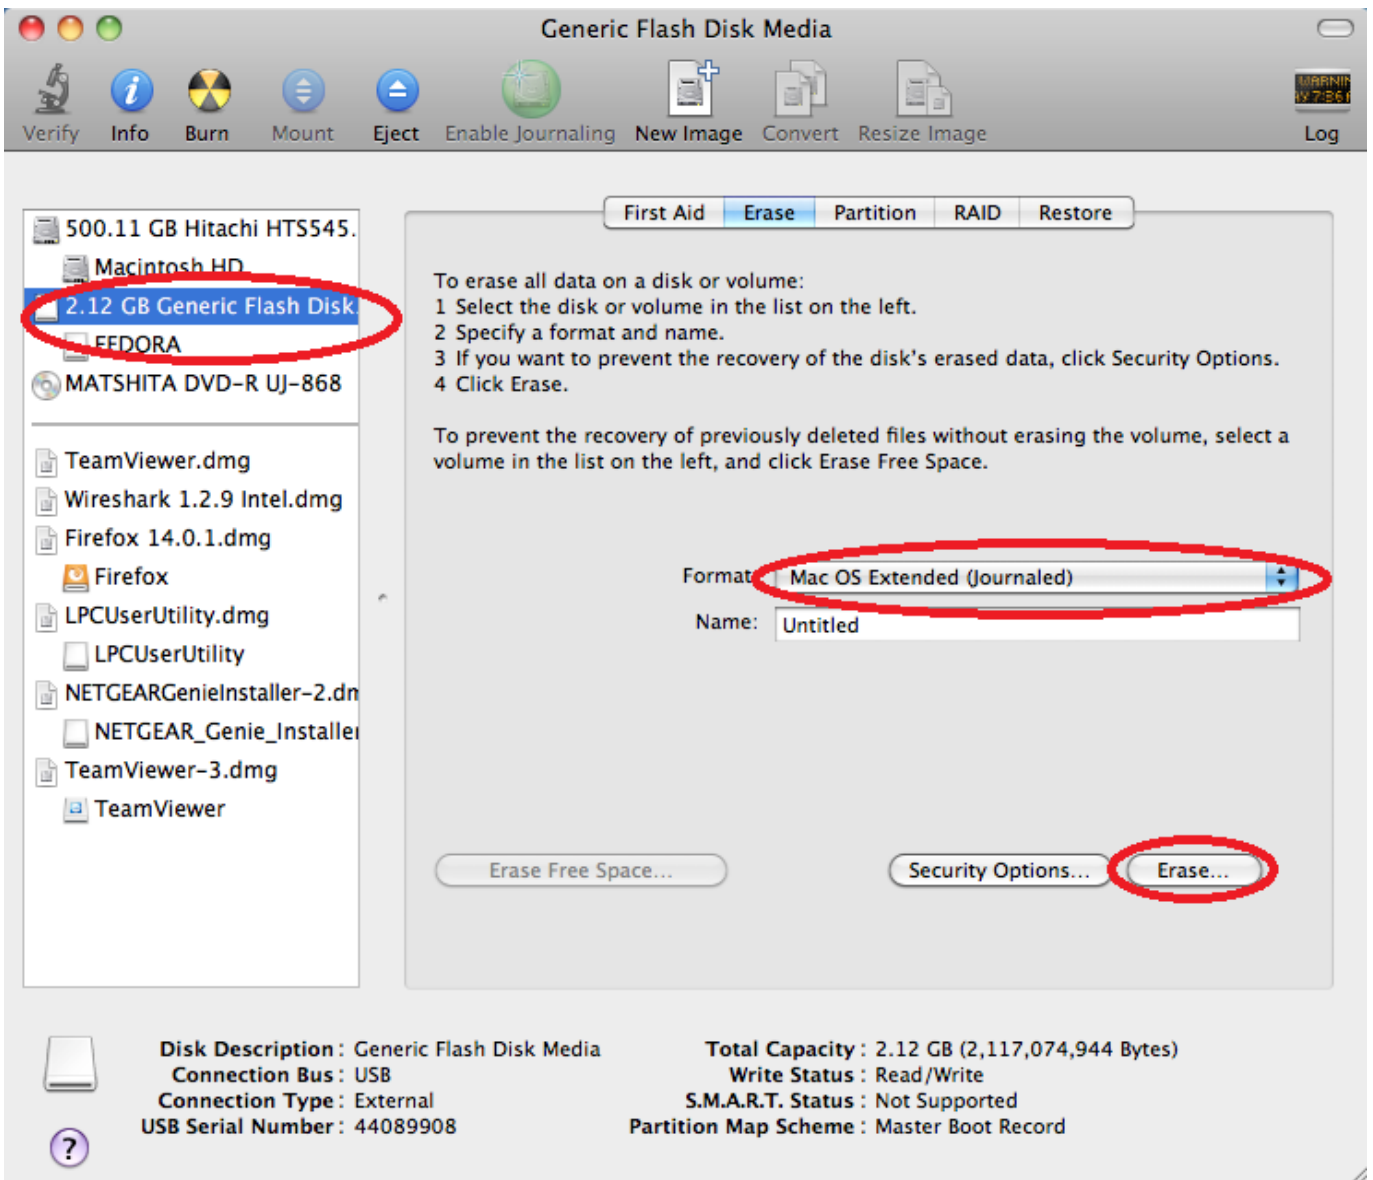 Generic Flash Disk Media
Verify Info Burn Mount Eject Enable Journaling New Image Convert Resize Image Log
First Aid Erase Partition RAID Restore
500.11 GB Hitachi HTS545.
Macintosh HD
2.12 GB Generic Flash Disk
FEDORA
MATSHITA DVD-R UJ-868
TeamViewer.dmg
Wireshark 1.2.9 Intel.dmg
Firefox 14.0.1.dmg
Firefox
LPCUserUtility.dmg
LPCUserUtility
NETGEARGenieInstaller-2.dm
NETGEAR_Genie_Installer
TeamViewer-3.dmg
TeamViewer
To erase all data on a disk or volume:
1 Select the disk or volume in the list on the left.
2 Specify a format and name.
3 If you want to prevent the recovery of the disk's erased data, click Security Options.
4 Click Erase.
To prevent the recovery of previously deleted files without erasing the volume, select a
volume in the list on the left, and click Erase Free Space.
Format: Mac OS Extended (Journaled)
Name: Untitled
Erase Free Space... Security Options... Erase...
Disk Description : Generic Flash Disk Media
Connection Bus : USB
Connection Type : External
USB Serial Number : 44089908
Total Capacity : 2.12 GB (2,117,074,944 Bytes)
Write Status : Read/Write
S.M.A.R.T. Status : Not Supported
Partition Map Scheme : Master Boot Record
?